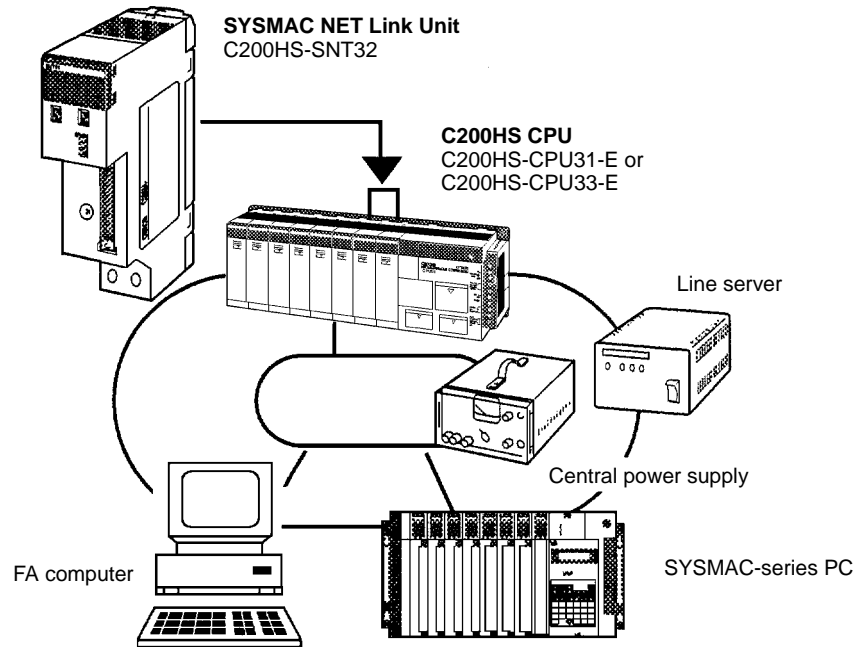 SYSMAC NET Link Unit
C200HS-SNT32
C200HS CPU
C200HS-CPU31-E or
C200HS-CPU33-E
Line server
Central power supply
FA computer
SYSMAC-series PC